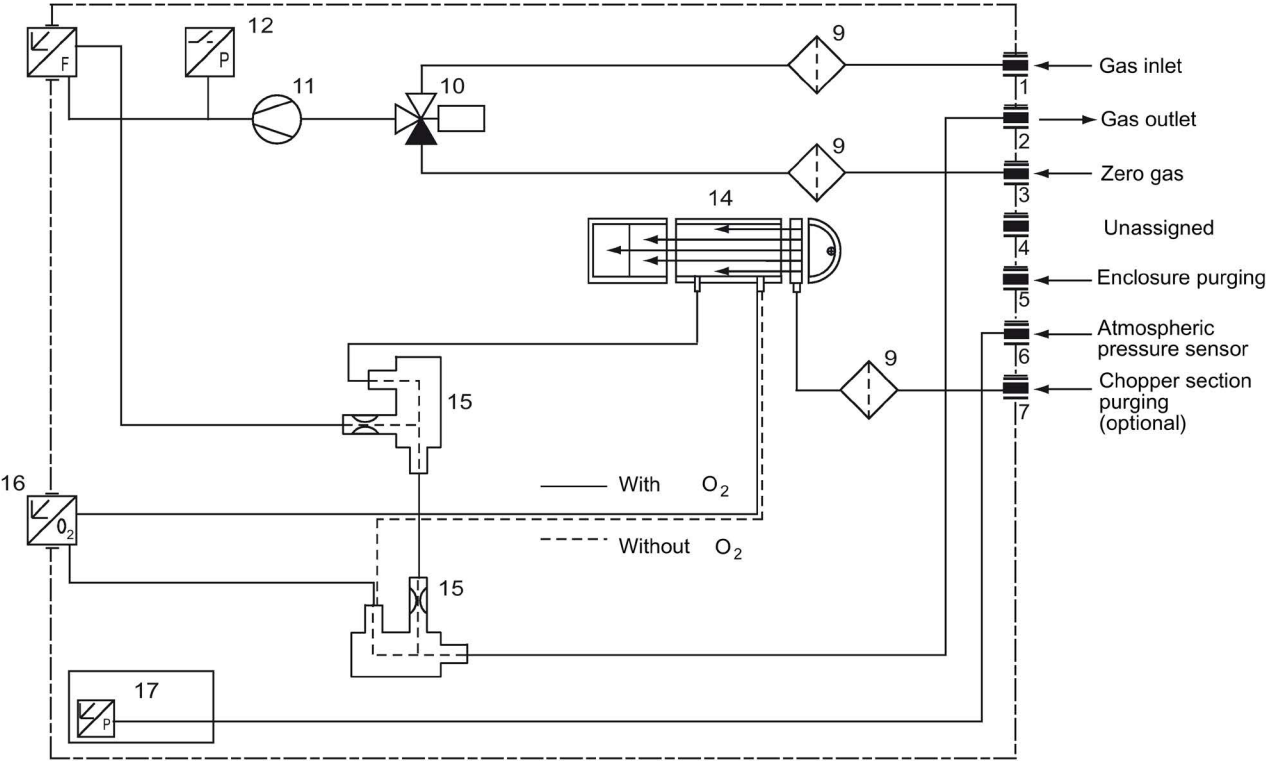 12
F
P
11
10
9
1
Gas inlet
2
Gas outlet
9
3
Zero gas
14
4
Unassigned
5
Enclosure purging
6
Atmospheric
pressure sensor
9
7
Chopper section
purging
(optional)
15
16
O2
With O2
Without O2
15
17
P